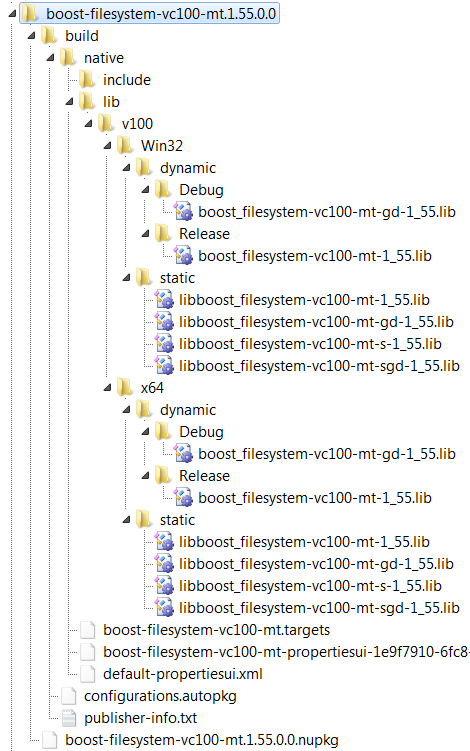 boost-filesystem-vc100-mt.1.55.0.0
build
native
include
lib
v100
Win32
dynamic
Debug
boost_filesystem-vc100-mt-gd-1_55.lib
Release
boost_filesystem-vc100-mt-1_55.lib
static
libboost_filesystem-vc100-mt-1_55.lib
libboost_filesystem-vc100-mt-gd-1_55.lib
libboost_filesystem-vc100-mt-s-1_55.lib
libboost_filesystem-vc100-mt-sgd-1_55.lib
x64
dynamic
Debug
boost_filesystem-vc100-mt-gd-1_55.lib
Release
boost_filesystem-vc100-mt-1_55.lib
static
libboost_filesystem-vc100-mt-1_55.lib
libboost_filesystem-vc100-mt-gd-1_55.lib
libboost_filesystem-vc100-mt-s-1_55.lib
libboost_filesystem-vc100-mt-sgd-1_55.lib
boost-filesystem-vc100-mt.targets
boost-filesystem-vc100-mt-propertiesui-1e9f7910-6fc8-
default-propertiesui.xml
configurations.autopkg
publisher-info.txt
boost-filesystem-vc100-mt.1.55.0.0.nupkg